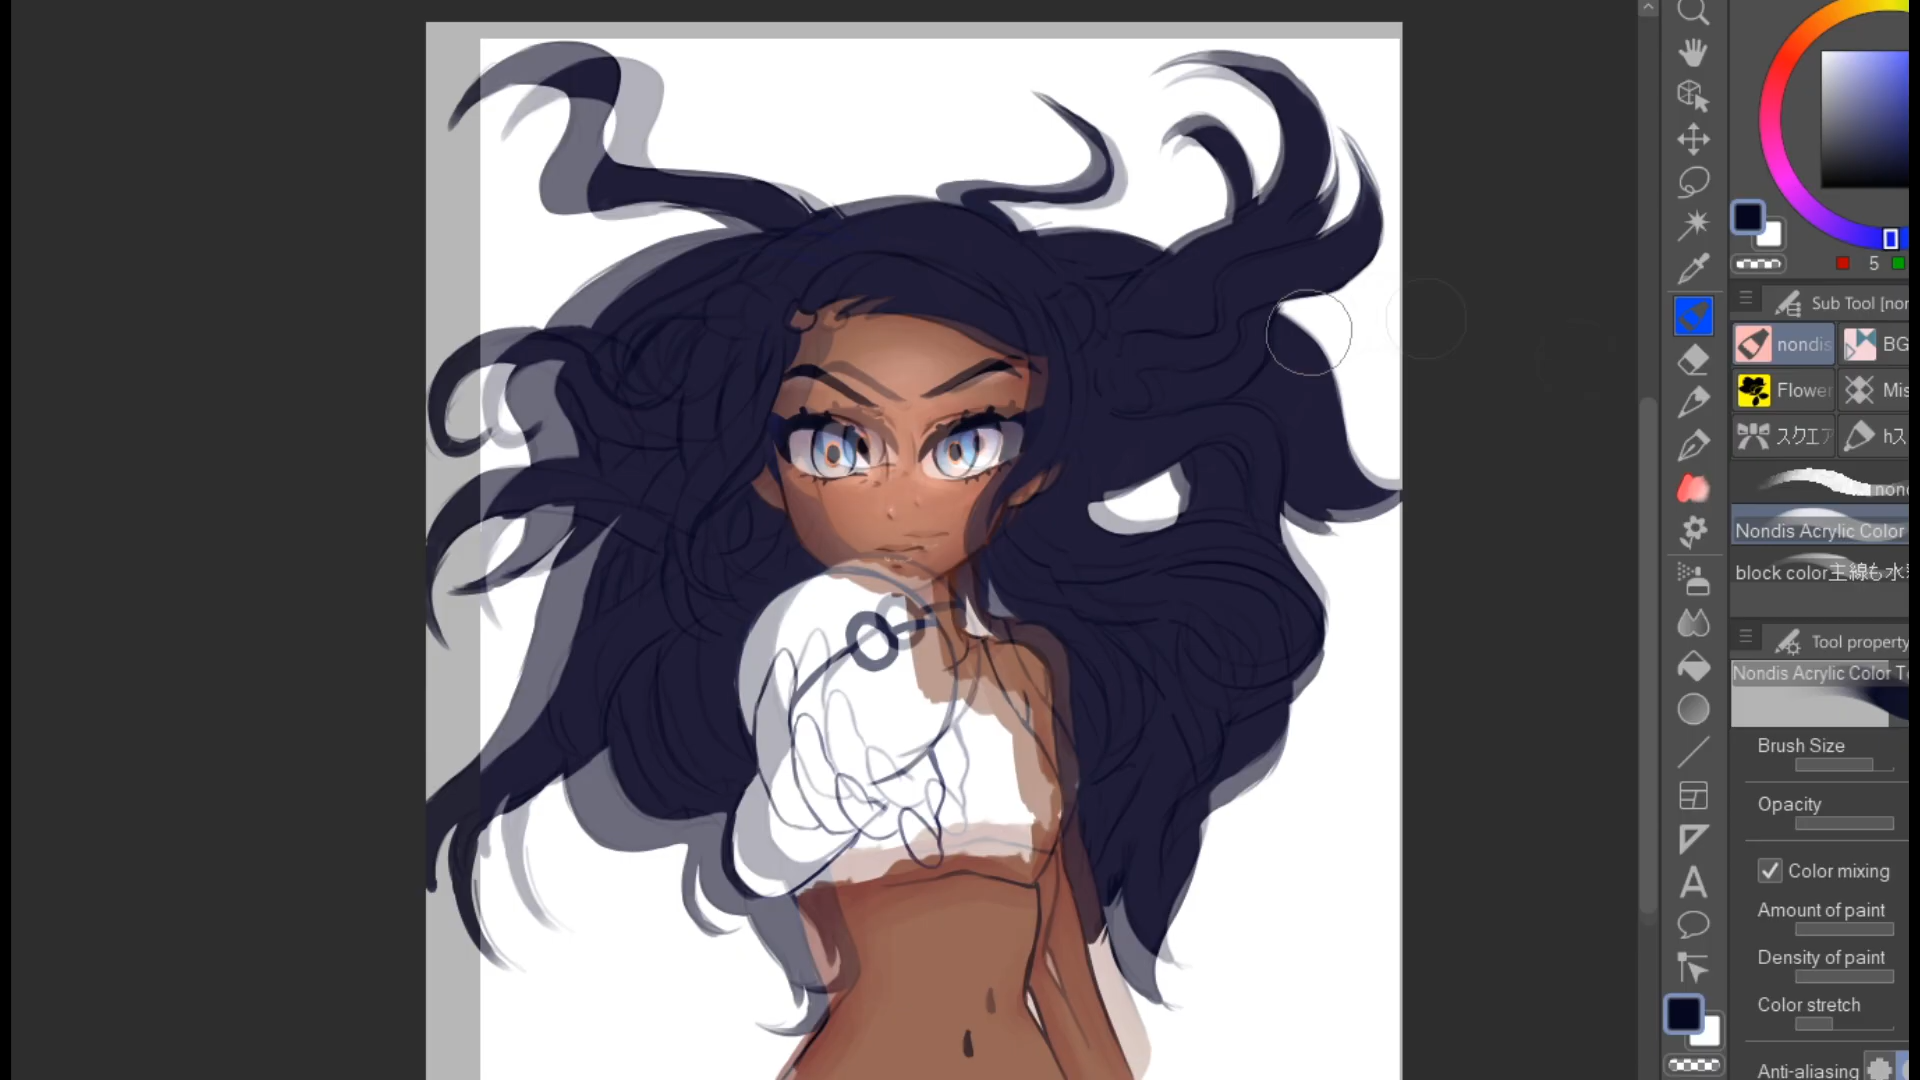 5
Sub Tool [nor
nondis
BG
Flower
Mis
スクエア
hス
nond
Nondis Acrylic Color
block color主線も水彩
Tool property
Nondis Acrylic Color T
Brush Size
Opacity
Color mixing
Amount of paint
Density of paint
Color stretch
Anti-aliasing